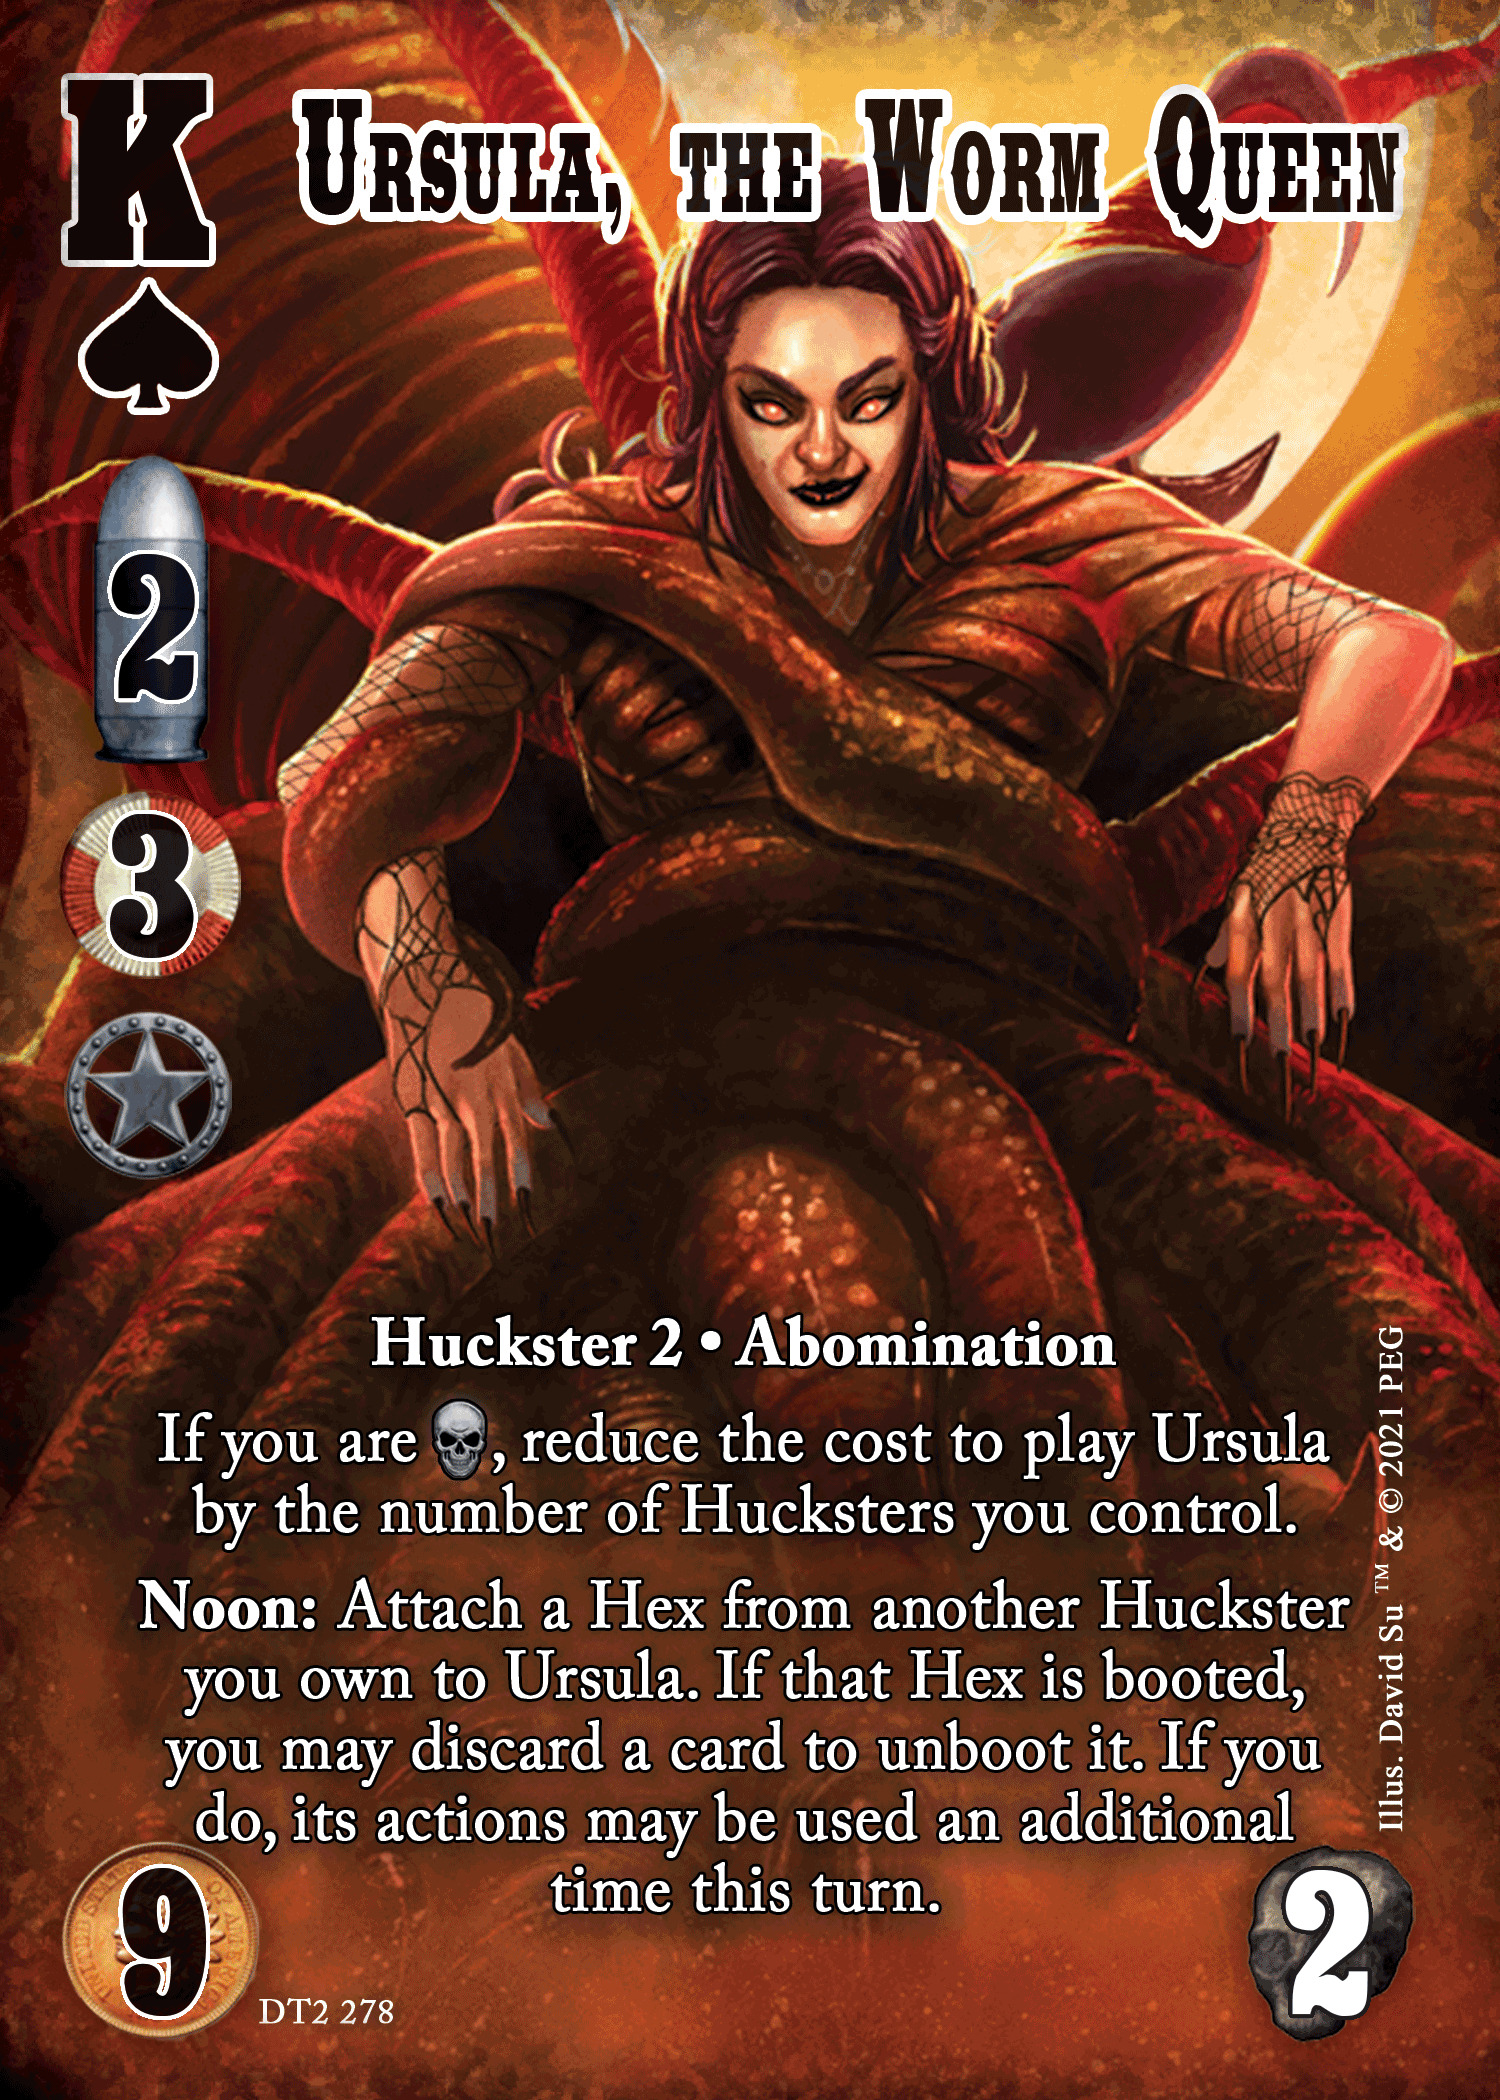 K
Ursula, the Worm Queen
2
3
Huckster 2 • Abomination
If you are , reduce the cost to play Ursula
by the number of Hucksters you control.
Noon: Attach a Hex from another Huckster
you own to Ursula. If that Hex is booted,
you may discard a card to unboot it. If you
do, its actions may be used an additional
time this turn.
Illus. David Su ™ & © 2021 PEG
9
DT2 278
2